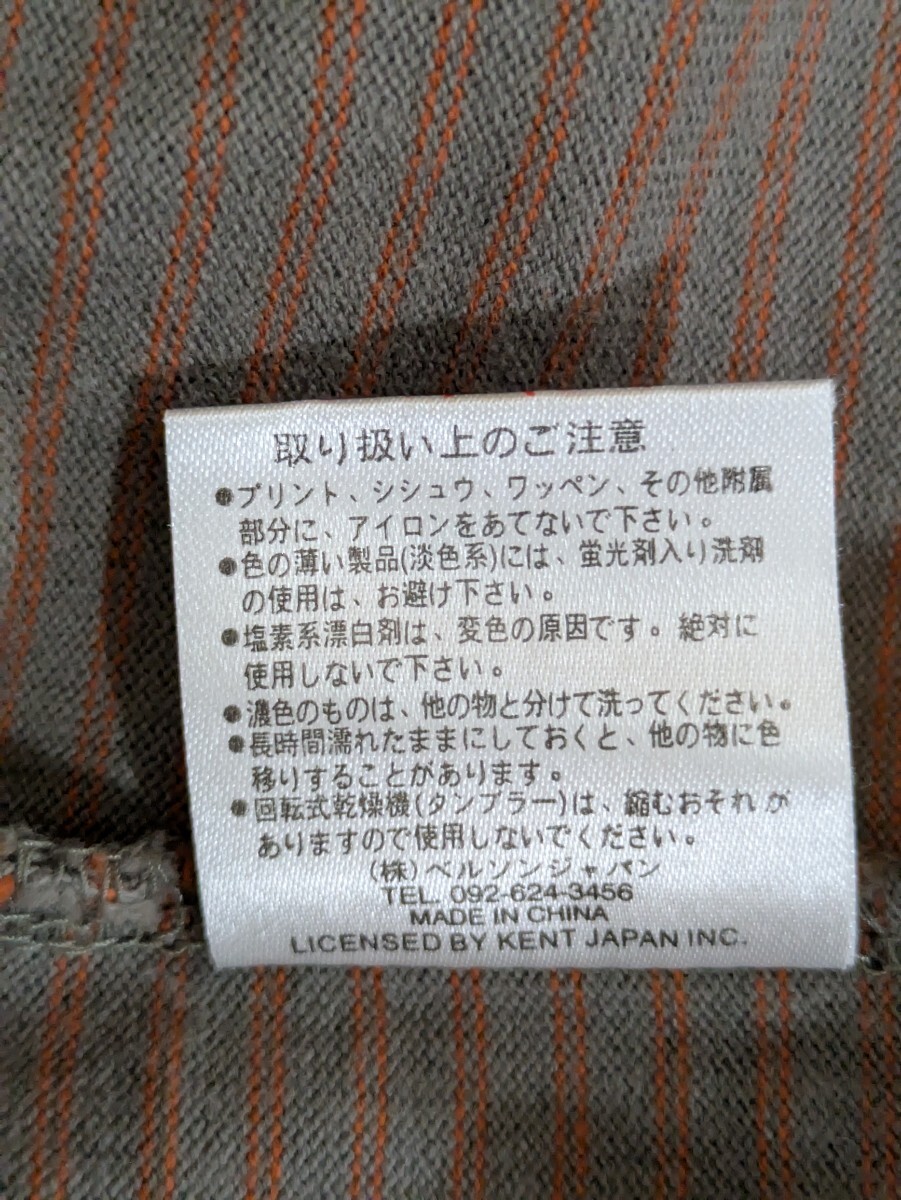 取り扱い上のご注意
●プリント、シシュウ、ワッペン、その他附属
部分に、アイロンをあてないで下さい。
●色の薄い製品(淡色系)には、蛍光剤入り洗剤
の使用は、お避け下さい。
●塩素系漂白剤は、変色の原因です。絶対に
使用しないで下さい。
●濃色のものは、他の物と分けて洗ってください。
●長時間濡れたままにしておくと、他の物に色
移りすることがあります。
●回転式乾燥機(タンブラー)は、縮むおそれが
ありますので使用しないでください。
(株)ベルソンジャパン
TEL. 092-624-3456
MADE IN CHINA
LICENSED BY KENT JAPAN INC.